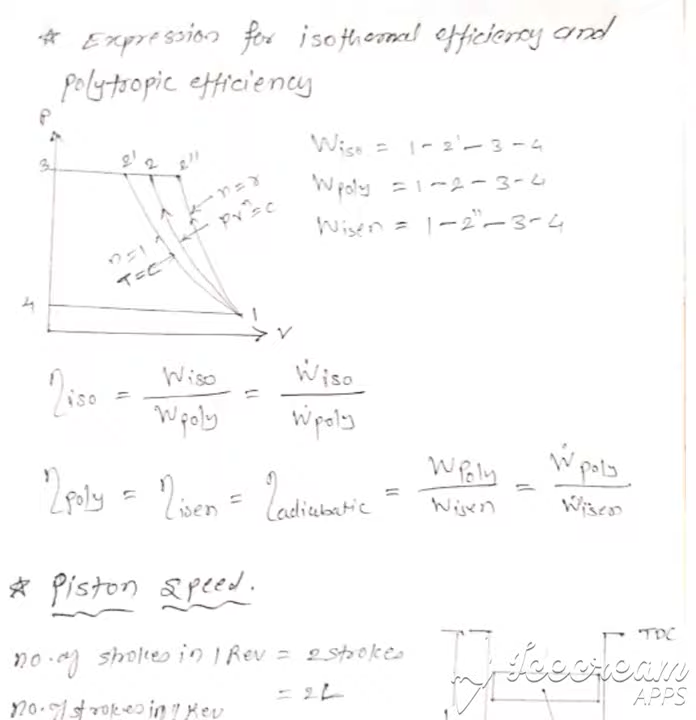 * Expression for isothermal efficiency and
polytropic efficiency
P
3 2' 2 2"
n=γ
PVⁿ=C
n=1
T=C
4
1
V
Wiso = 1-2'-3-4
Wpoly = 1-2-3-4
Wisen = 1-2"-3-4
ηiso = Wiso / Wpoly = Ẇiso / Ẇpoly
ηpoly = ηisen = ηadiabatic = Wpoly / Wisen = Ẇpoly / Ẇisen
* Piston speed.
no. of strokes in 1 Rev = 2 strokes
= 2L
no. of strokes in 1 Rev
TDC
Icecream
APPS